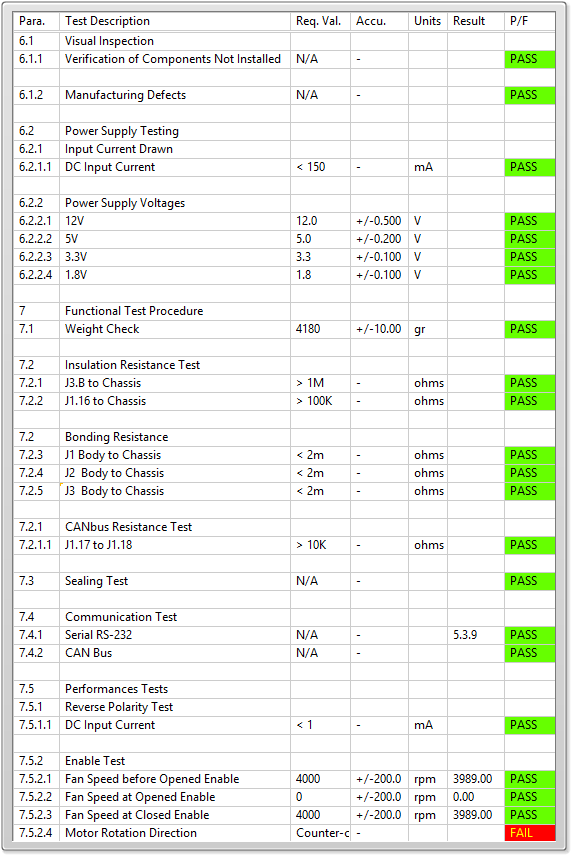 Para. Test Description Req. Val. Accu. Units Result P/F
6.1 Visual Inspection
6.1.1 Verification of Components Not Installed N/A - PASS
6.1.2 Manufacturing Defects N/A - PASS
6.2 Power Supply Testing
6.2.1 Input Current Drawn
6.2.1.1 DC Input Current < 150 - mA PASS
6.2.2 Power Supply Voltages
6.2.2.1 12V 12.0 +/-0.500 V PASS
6.2.2.2 5V 5.0 +/-0.200 V PASS
6.2.2.3 3.3V 3.3 +/-0.100 V PASS
6.2.2.4 1.8V 1.8 +/-0.100 V PASS
7 Functional Test Procedure
7.1 Weight Check 4180 +/-10.00 gr PASS
7.2 Insulation Resistance Test
7.2.1 J3.B to Chassis > 1M - ohms PASS
7.2.2 J1.16 to Chassis > 100K - ohms PASS
7.2 Bonding Resistance
7.2.3 J1 Body to Chassis < 2m - ohms PASS
7.2.4 J2 Body to Chassis < 2m - ohms PASS
7.2.5 J3 Body to Chassis < 2m - ohms PASS
7.2.1 CANbus Resistance Test
7.2.1.1 J1.17 to J1.18 > 10K - ohms PASS
7.3 Sealing Test N/A - PASS
7.4 Communication Test
7.4.1 Serial RS-232 N/A - 5.3.9 PASS
7.4.2 CAN Bus N/A - PASS
7.5 Performances Tests
7.5.1 Reverse Polarity Test
7.5.1.1 DC Input Current < 1 - mA PASS
7.5.2 Enable Test
7.5.2.1 Fan Speed before Opened Enable 4000 +/-200.0 rpm 3989.00 PASS
7.5.2.2 Fan Speed at Opened Enable 0 +/-200.0 rpm 0.00 PASS
7.5.2.3 Fan Speed at Closed Enable 4000 +/-200.0 rpm 3989.00 PASS
7.5.2.4 Motor Rotation Direction Counter-c - FAIL